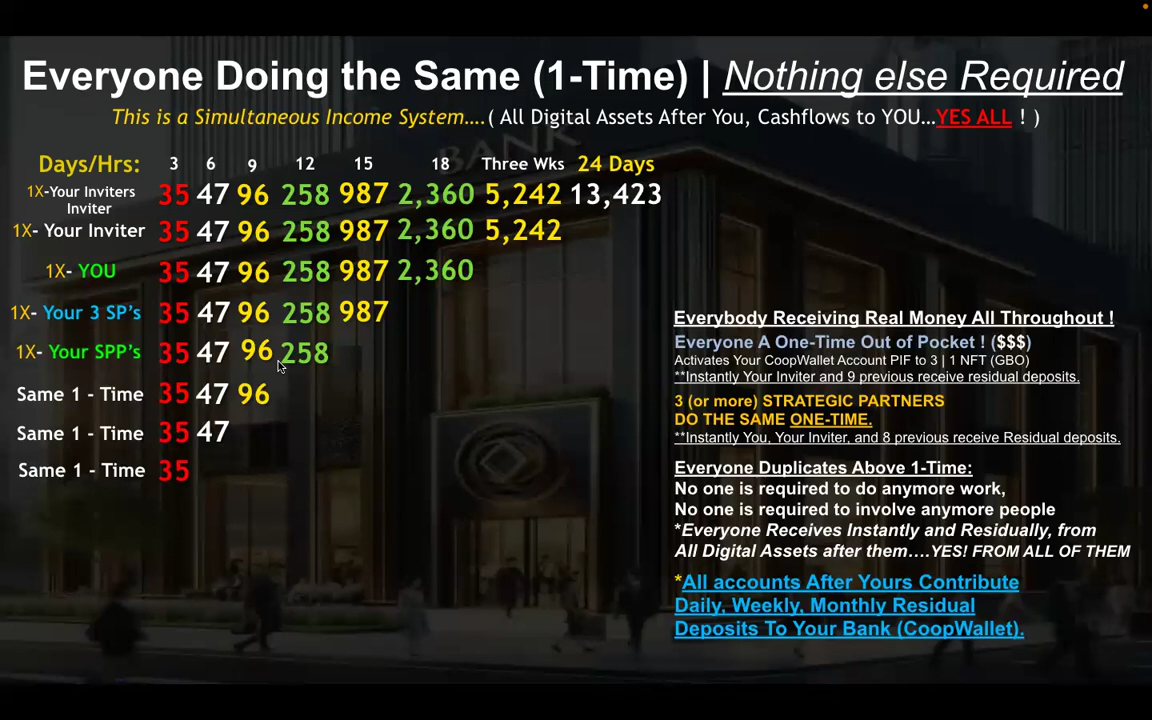 Everyone Doing the Same (1-Time) | Nothing else Required
This is a Simultaneous Income System....( All Digital Assets After You, Cashflows to YOU...YES ALL ! )
BANK
Days/Hrs: 3 6 9 12 15 18 Three Wks 24 Days
1X-Your Inviters Inviter 35 47 96 258 987 2,360 5,242 13,423
1X- Your Inviter 35 47 96 258 987 2,360 5,242
1X- YOU 35 47 96 258 987 2,360
1X- Your 3 SP's 35 47 96 258 987
1X- Your SPP's 35 47 96 258
Same 1 - Time 35 47 96
Same 1 - Time 35 47
Same 1 - Time 35
Everybody Receiving Real Money All Throughout !
Everyone A One-Time Out of Pocket ! ($$$)
Activates Your CoopWallet Account PIF to 3 | 1 NFT (GBO)
**Instantly Your Inviter and 9 previous receive residual deposits.
3 (or more) STRATEGIC PARTNERS
DO THE SAME ONE-TIME.
**Instantly You, Your Inviter, and 8 previous receive Residual deposits.
Everyone Duplicates Above 1-Time:
No one is required to do anymore work,
No one is required to involve anymore people
*Everyone Receives Instantly and Residually, from
All Digital Assets after them....YES! FROM ALL OF THEM
*All accounts After Yours Contribute
Daily, Weekly, Monthly Residual
Deposits To Your Bank (CoopWallet).